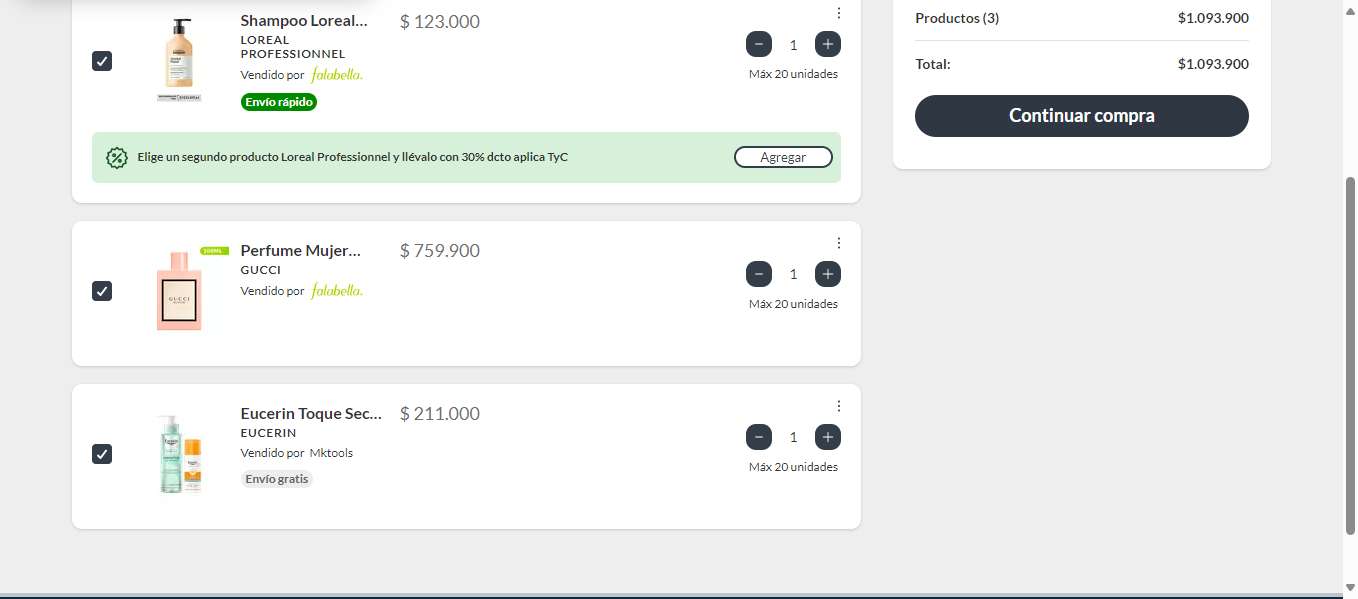 Shampoo Loreal...
$ 123.000
LOREAL
PROFESSIONNEL
Vendido por falabella.
Envío rápido
1
Máx 20 unidades
Elige un segundo producto Loreal Professionnel y llévalo con 30% dcto aplica TyC
Agregar
100ML
Perfume Mujer...
$ 759.900
GUCCI
Vendido por falabella.
GUCCI
1
Máx 20 unidades
Eucerin Toque Sec...
$ 211.000
EUCERIN
Vendido por Mktools
Envío gratis
1
Máx 20 unidades
Productos (3)
$1.093.900
Total:
$1.093.900
Continuar compra